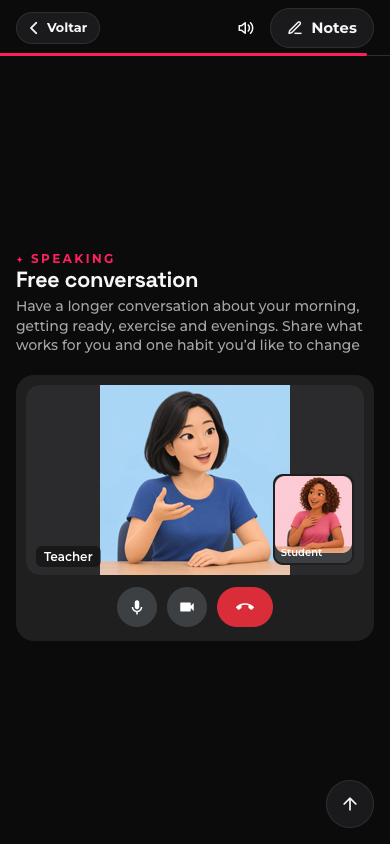 Voltar
Notes
SPEAKING
Free conversation
Have a longer conversation about your morning,
getting ready, exercise and evenings. Share what
works for you and one habit you'd like to change
Teacher
Student